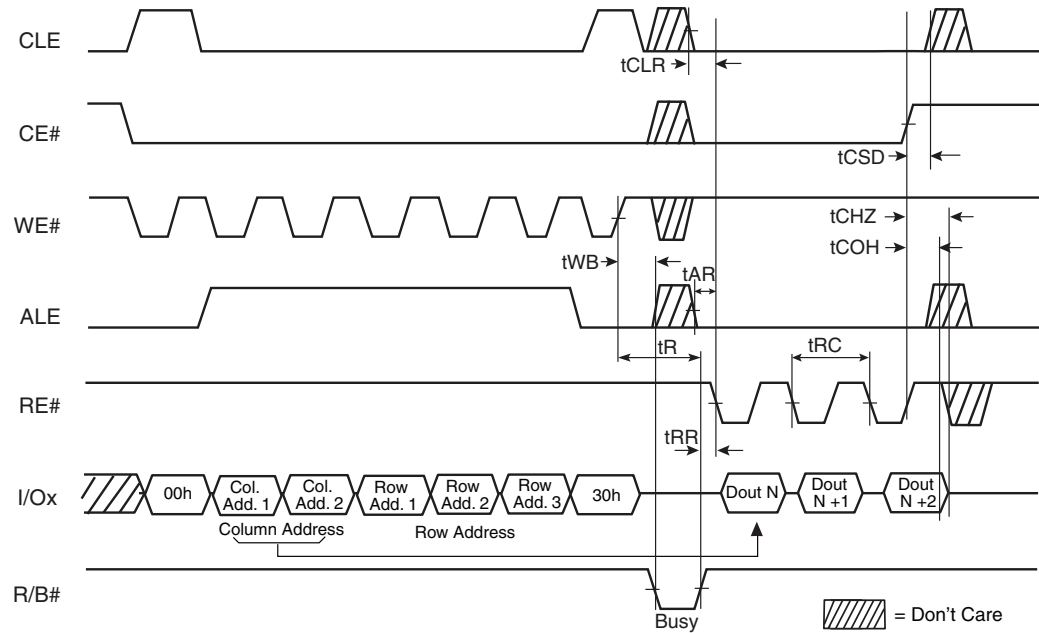 CLE
tCLR
CE#
tCSD
WE#
tCHZ
tCOH
tWB
tAR
ALE
tR
tRC
RE#
tRR
I/Ox
00h
Col. Add. 1
Col. Add. 2
Row Add. 1
Row Add. 2
Row Add. 3
30h
Dout N
Dout N +1
Dout N +2
Column Address
Row Address
R/B#
Busy
= Don't Care